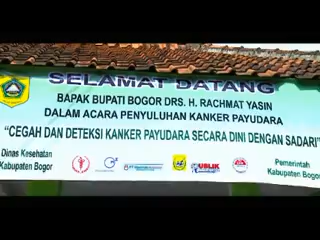 SELAMAT DATANG
BAPAK BUPATI BOGOR DRS. H. RACHMAT YASIN
DALAM ACARA PENYULUHAN KANKER PAYUDARA
"CEGAH DAN DETEKSI KANKER PAYUDARA SECARA DINI DENGAN SADARI"
Dinas Kesehatan
Kabupaten Bogor
PUBLIK
Pemerintah
Kabupaten Bogor